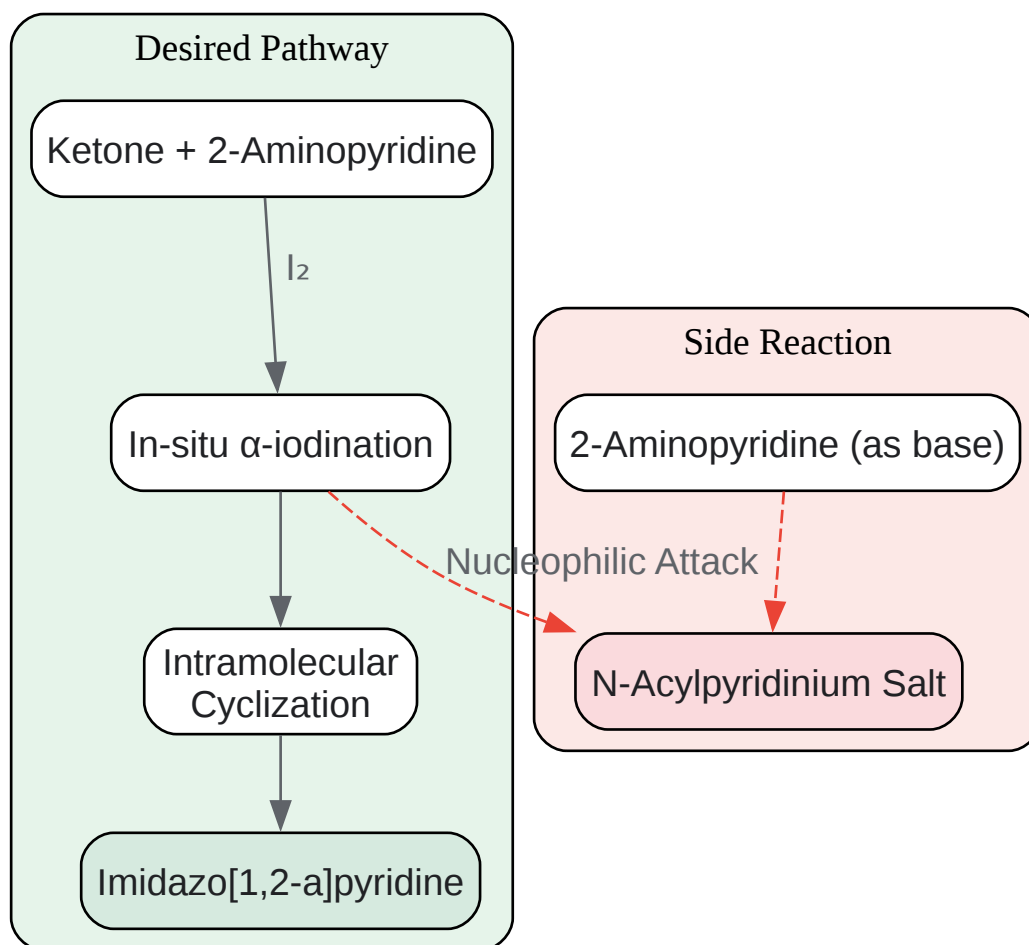 Desired Pathway
Ketone + 2-Aminopyridine
I₂
In-situ α-iodination
Intramolecular
Cyclization
Imidazo[1,2-a]pyridine
Side Reaction
2-Aminopyridine (as base)
Nucleophilic Attack
N-Acylpyridinium Salt